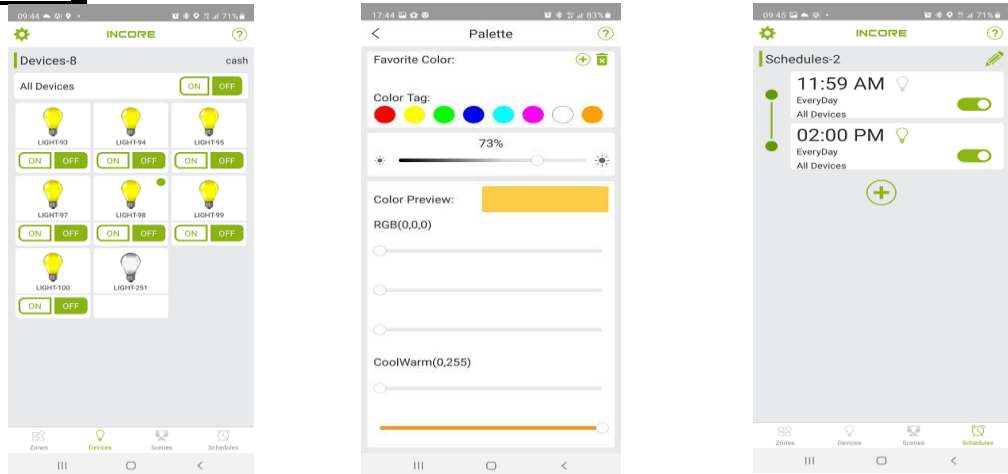 09:44 71%
INCORE ?
Devices-8 cash
All Devices ON OFF
LIGHT-93 LIGHT-94 LIGHT-95
ON OFF ON OFF ON OFF
LIGHT-97 LIGHT-98 LIGHT-99
ON OFF ON OFF ON OFF
LIGHT-100 LIGHT-251
ON OFF
Zones Devices Scenes Schedules
17:44 83%
Palette ?
Favorite Color:
Color Tag:
73%
Color Preview:
RGB(0,0,0)
CoolWarm(0,255)
09:45 71%
INCORE ?
Schedules-2
11:59 AM
EveryDay
All Devices
02:00 PM
EveryDay
All Devices
Zones Devices Scenes Schedules